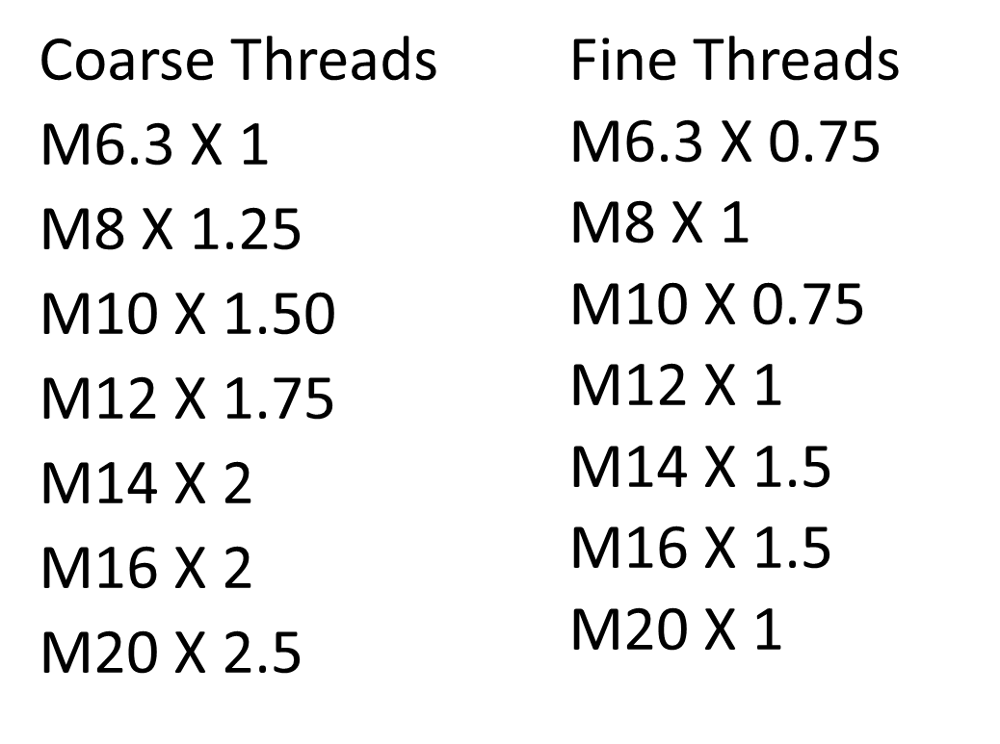 Coarse Threads
M6.3 X 1
M8 X 1.25
M10 X 1.50
M12 X 1.75
M14 X 2
M16 X 2
M20 X 2.5
Fine Threads
M6.3 X 0.75
M8 X 1
M10 X 0.75
M12 X 1
M14 X 1.5
M16 X 1.5
M20 X 1